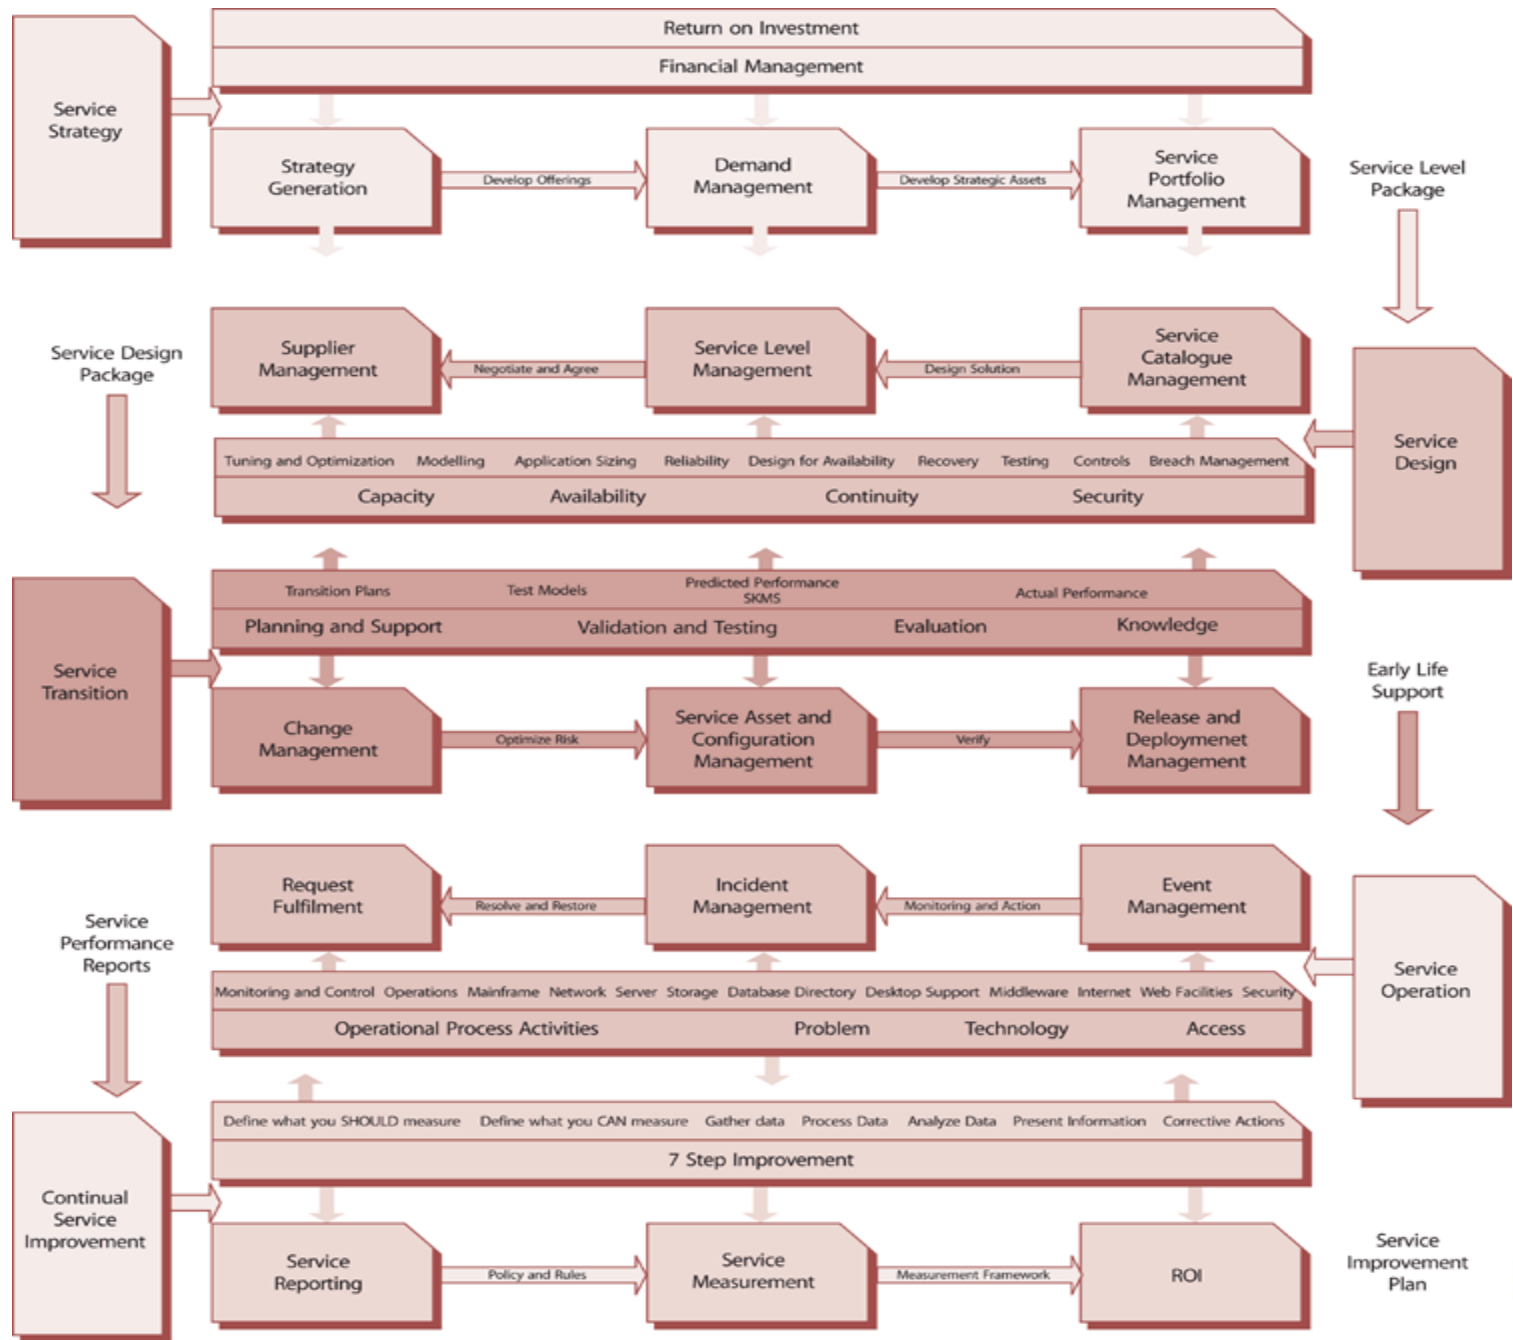 Return on Investment
Financial Management
Service
Strategy
Strategy
Generation
Develop Offerings
Demand
Management
Develop Strategic Assets
Service
Portfolio
Management
Service Level
Package
Service Design
Package
Supplier
Management
Negotiate and Agree
Service Level
Management
Design Solution
Service
Catalogue
Management
Service
Design
Tuning and Optimization Modelling Application Sizing Reliability Design for Availability Recovery Testing Controls Breach Management
Capacity Availability Continuity Security
Transition Plans Test Models Predicted Performance
SKMS Actual Performance
Planning and Support Validation and Testing Evaluation Knowledge
Service
Transition
Change
Management
Optimize Risk
Service Asset and
Configuration
Management
Verify
Release and
Deploymenet
Management
Early Life
Support
Service
Performance
Reports
Request
Fulfilment
Resolve and Restore
Incident
Management
Monitoring and Action
Event
Management
Service
Operation
Monitoring and Control Operations Mainframe Network Server Storage Database Directory Desktop Support Middleware Internet Web Facilities Security
Operational Process Activities Problem Technology Access
Define what you SHOULD measure Define what you CAN measure Gather data Process Data Analyze Data Present Information Corrective Actions
7 Step Improvement
Continual
Service
Improvement
Service
Reporting
Policy and Rules
Service
Measurement
Measurement Framework
ROI
Service
Improvement
Plan